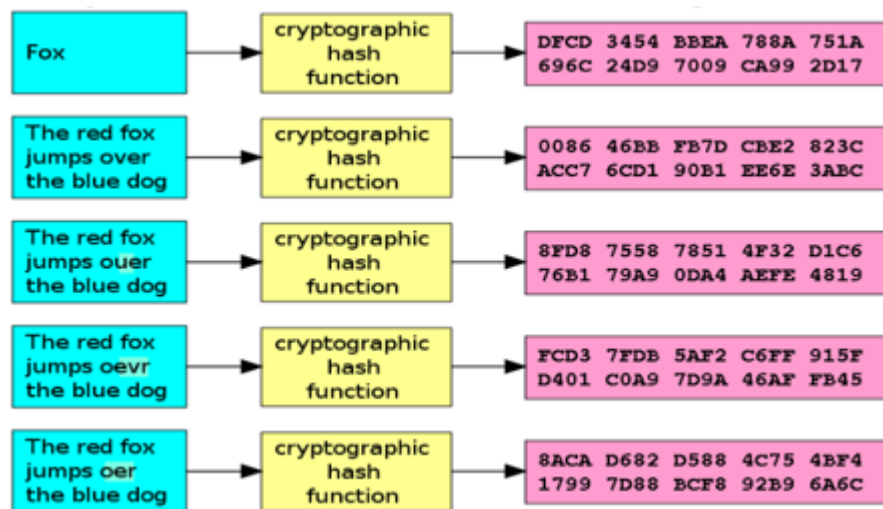 Fox
cryptographic
hash
function
DFCD 3454 BBEA 788A 751A
696C 24D9 7009 CA99 2D17
The red fox
jumps over
the blue dog
cryptographic
hash
function
0086 46BB FB7D CBE2 823C
ACC7 6CD1 90B1 EE6E 3ABC
The red fox
jumps ouer
the blue dog
cryptographic
hash
function
8FD8 7558 7851 4F32 D1C6
76B1 79A9 0DA4 AEFE 4819
The red fox
jumps oevr
the blue dog
cryptographic
hash
function
FCD3 7FDB 5AF2 C6FF 915F
D401 C0A9 7D9A 46AF FB45
The red fox
jumps oer
the blue dog
cryptographic
hash
function
8ACA D682 D588 4C75 4BF4
1799 7D88 BCF8 92B9 6A6C